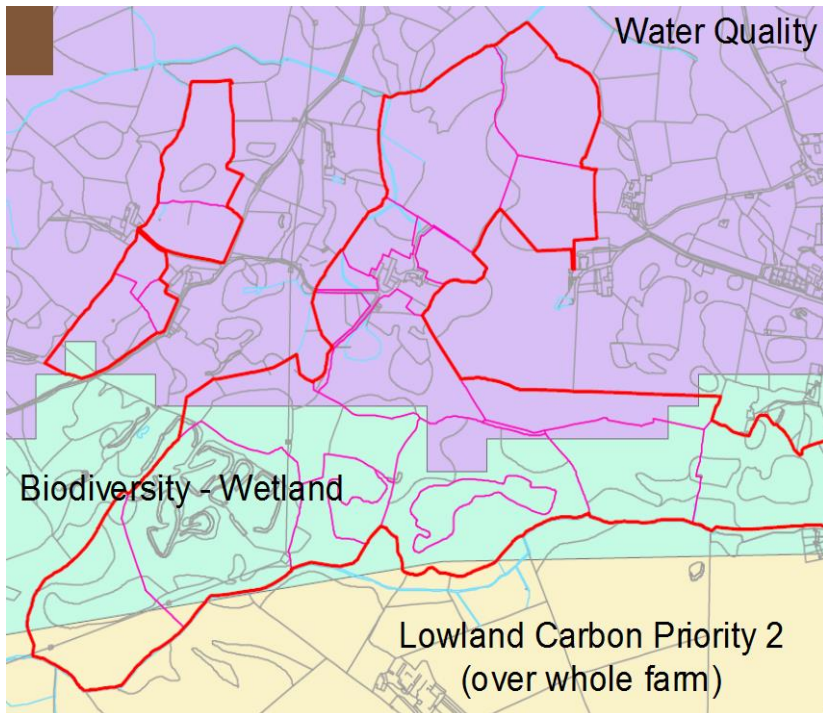 Water Quality
Biodiversity - Wetland
Lowland Carbon Priority 2
(over whole farm)